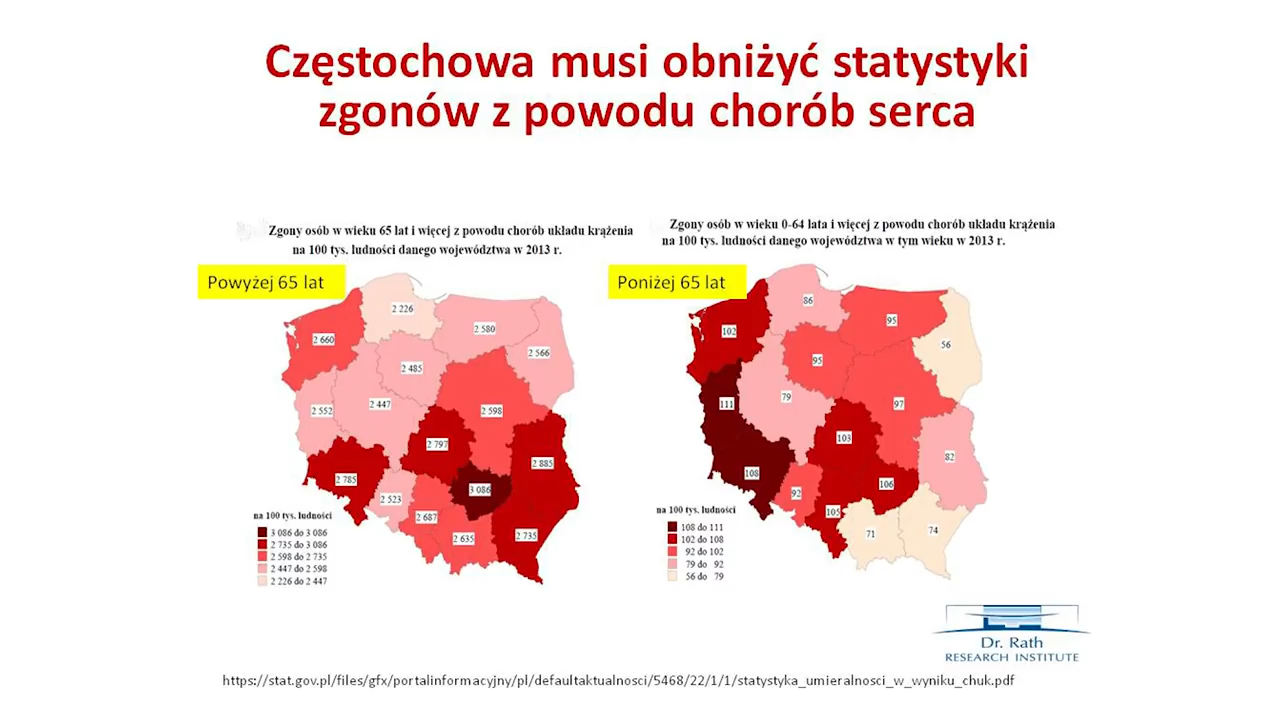 Częstochowa musi obniżyć statystyki
zgonów z powodu chorób serca
Zgony osób w wieku 65 lat i więcej z powodu chorób układu krążenia
na 100 tys. ludności danego województwa w 2013 r.
Powyżej 65 lat
2 226
2 580
2 660
2 566
2 485
2 447
2 552
2 598
2 797
2 885
2 785
3 086
2 523
2 687
2 635
2 735
na 100 tys. ludności
3 086 do 3 086
2 735 do 3 086
2 598 do 2 735
2 447 do 2 598
2 226 do 2 447
Zgony osób w wieku 0-64 lata i więcej z powodu chorób układu krążenia
na 100 tys. ludności danego województwa w tym wieku w 2013 r.
Poniżej 65 lat
86
95
102
56
95
79
111
97
103
82
108
106
92
105
71
74
na 100 tys. ludności
108 do 111
102 do 108
92 do 102
79 do 92
56 do 79
Dr. Rath
RESEARCH INSTITUTE
https://stat.gov.pl/files/gfx/portalinformacyjny/pl/defaultaktualnosci/5468/22/1/1/statystyka_umieralnosci_w_wyniku_chuk.pdf